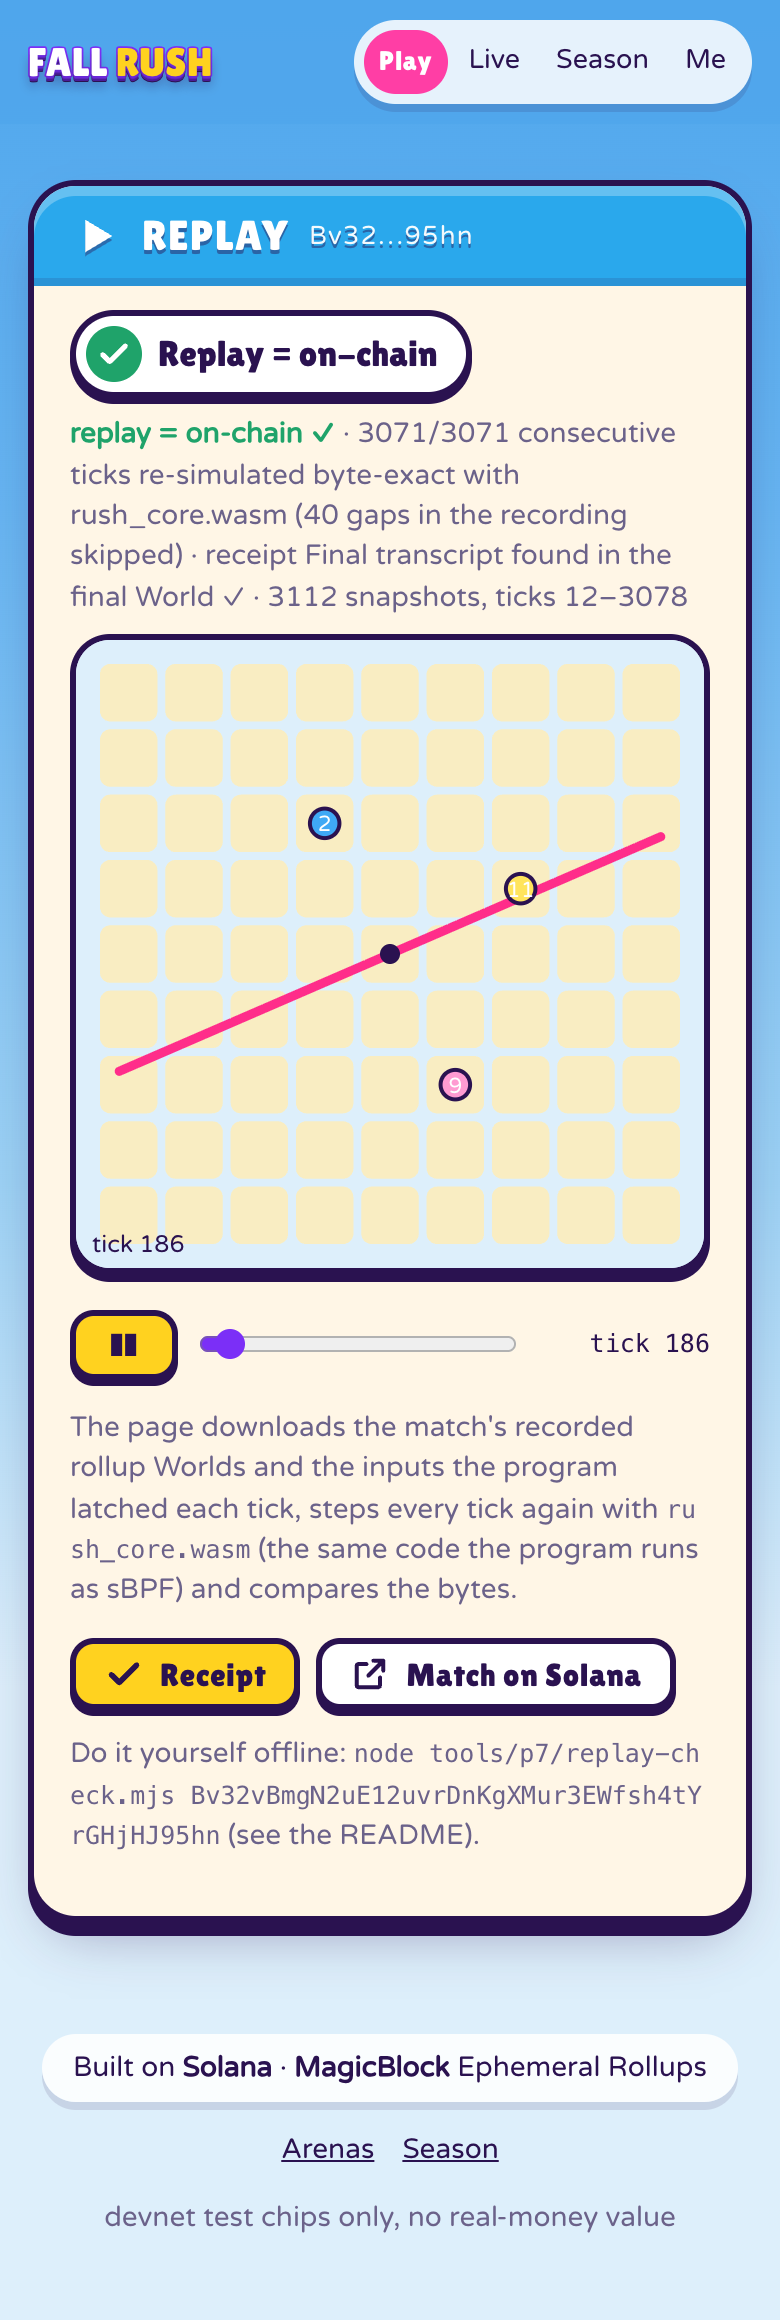 FALL RUSH
Play Live Season Me
REPLAY Bv32...95hn
Replay = on-chain
replay = on-chain ✓ · 3071/3071 consecutive
ticks re-simulated byte-exact with
rush_core.wasm (40 gaps in the recording
skipped) · receipt Final transcript found in the
final World ✓ · 3112 snapshots, ticks 12–3078
2
11
9
tick 186
tick 186
The page downloads the match's recorded
rollup Worlds and the inputs the program
latched each tick, steps every tick again with ru
sh_core.wasm (the same code the program runs
as sBPF) and compares the bytes.
Receipt Match on Solana
Do it yourself offline: node tools/p7/replay-ch
eck.mjs Bv32vBmgN2uE12uvrDnKgXMur3EWfsh4tY
rGHjHJ95hn (see the README).
Built on Solana · MagicBlock Ephemeral Rollups
Arenas Season
devnet test chips only, no real-money value